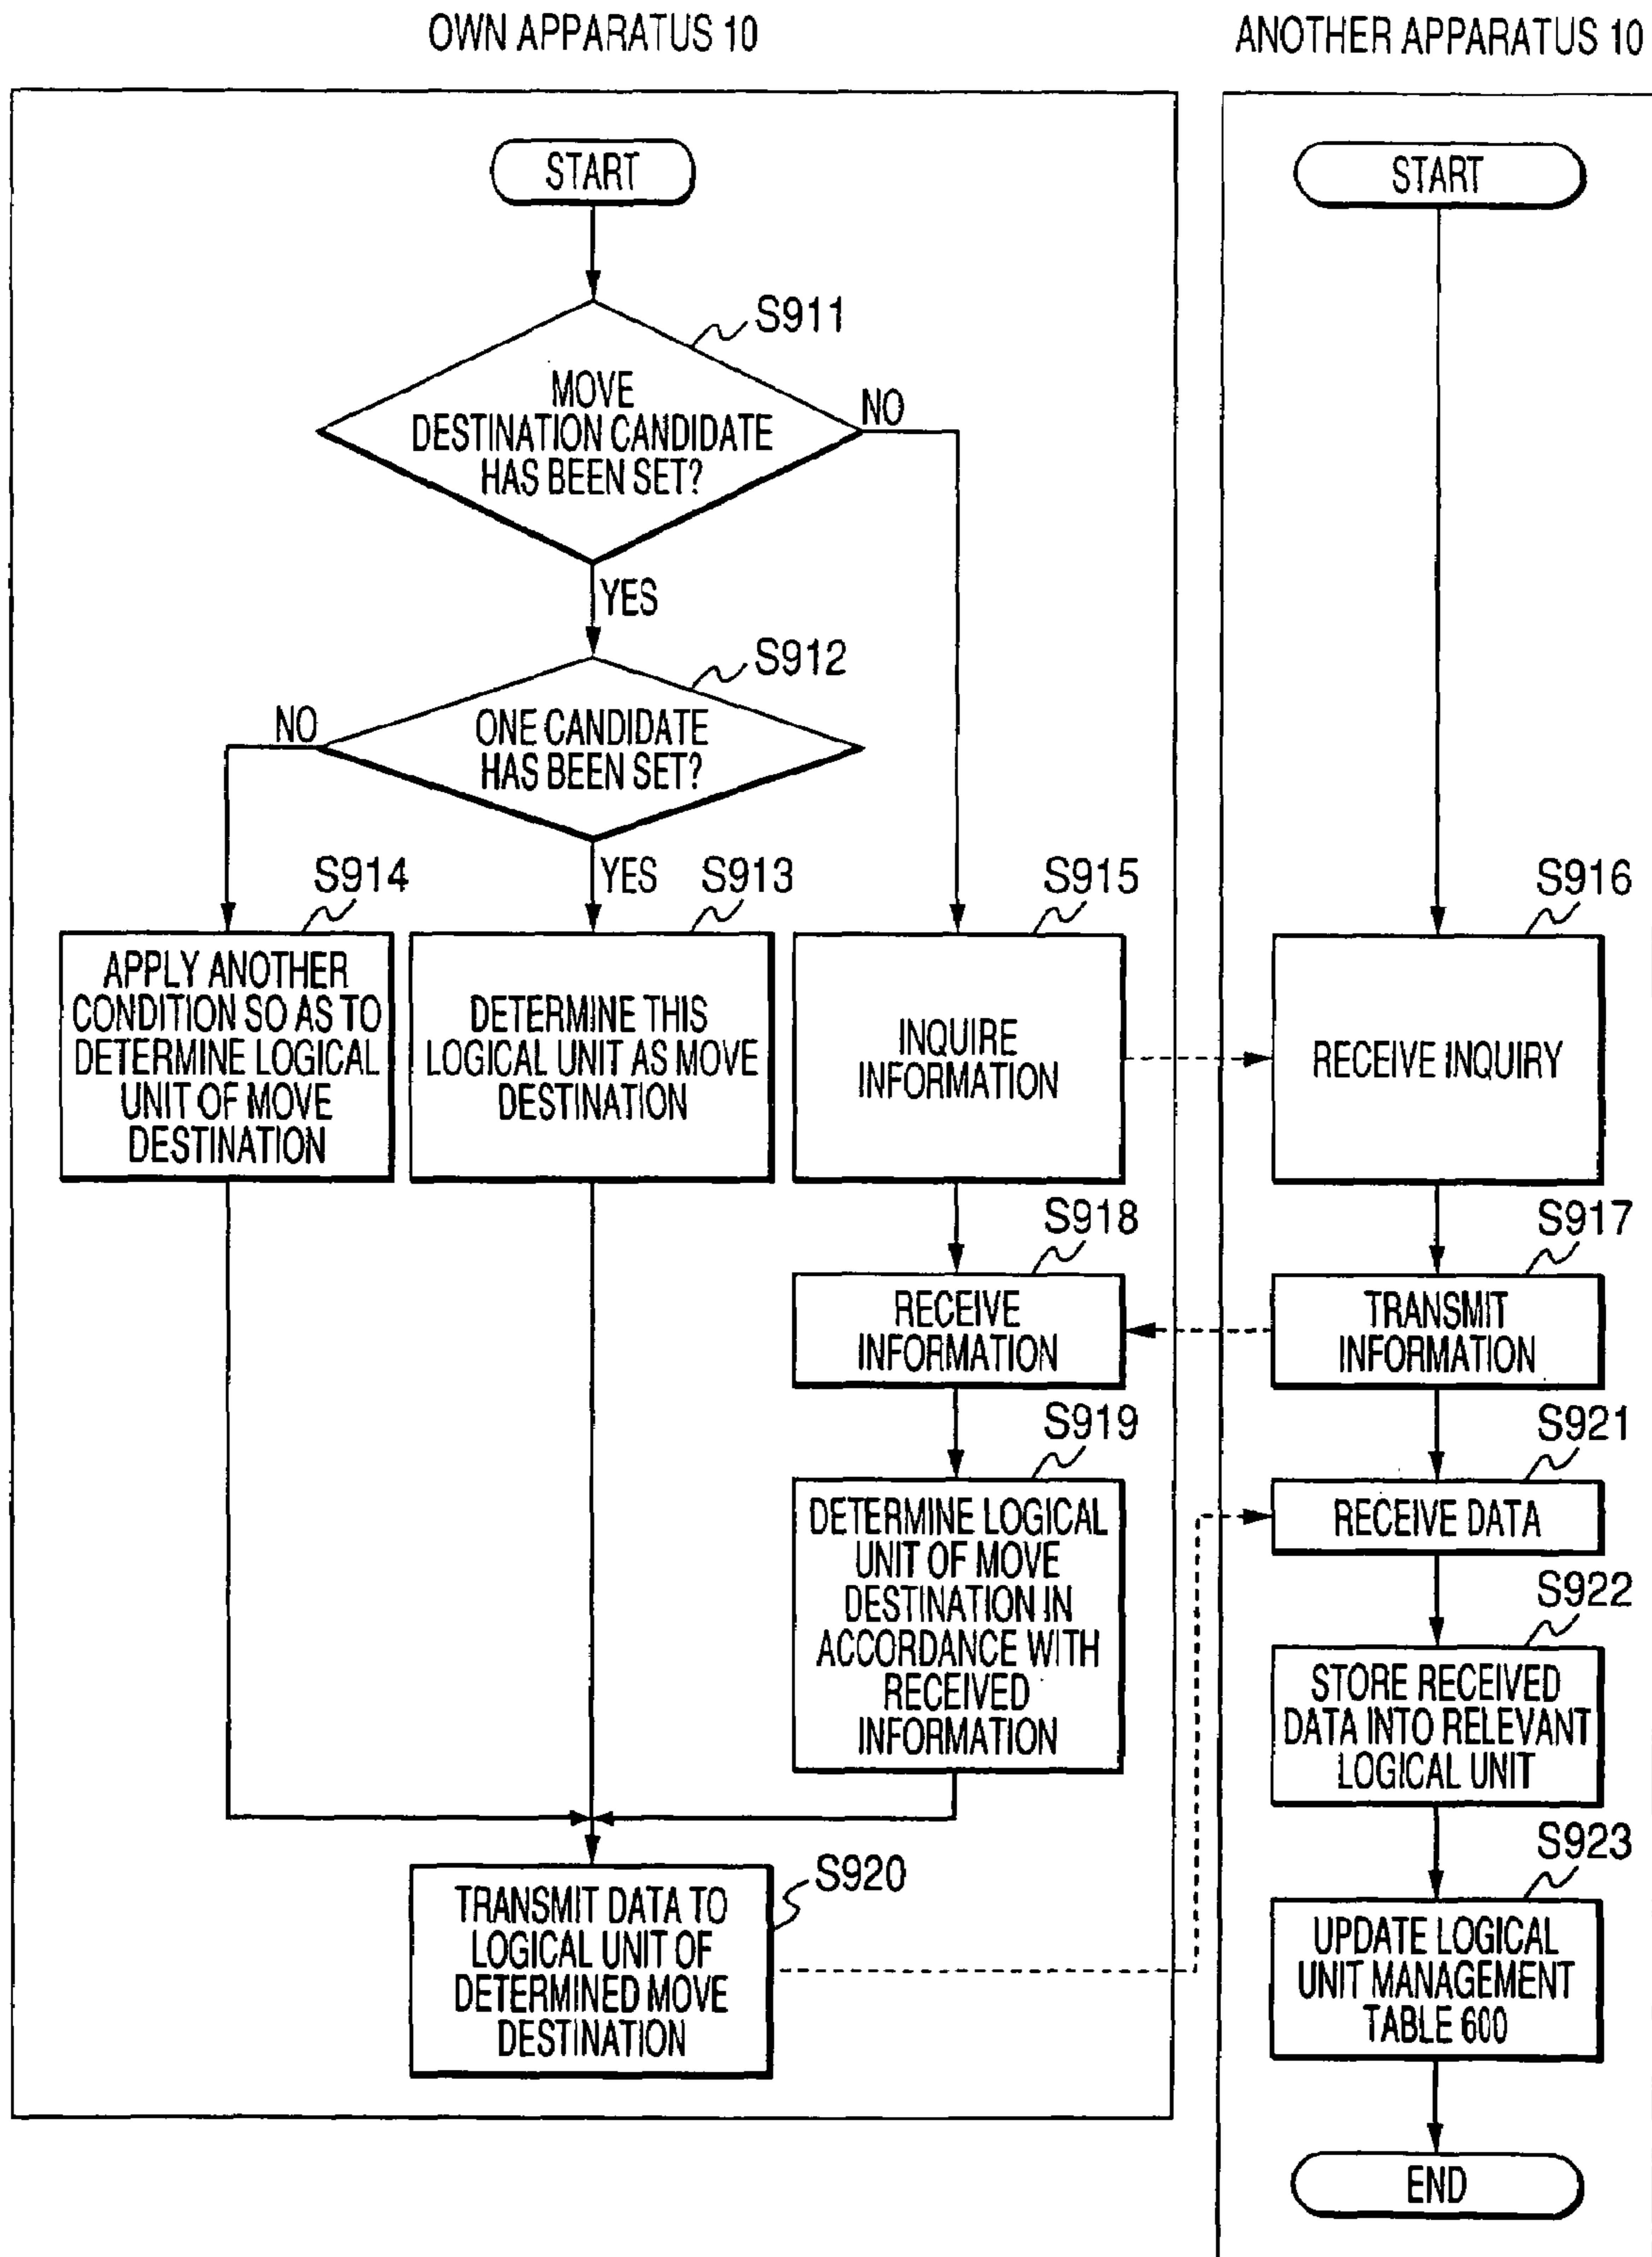 OWN APPARATUS 10
ANOTHER APPARATUS 10
START
START
S911
MOVE
DESTINATION CANDIDATE
HAS BEEN SET?
NO
YES
S912
ONE CANDIDATE
HAS BEEN SET?
NO
YES
S914
APPLY ANOTHER
CONDITION SO AS TO
DETERMINE LOGICAL
UNIT OF MOVE
DESTINATION
S913
DETERMINE THIS
LOGICAL UNIT AS MOVE
DESTINATION
S915
INQUIRE
INFORMATION
S916
RECEIVE INQUIRY
S918
RECEIVE
INFORMATION
S917
TRANSMIT
INFORMATION
S919
DETERMINE LOGICAL
UNIT OF MOVE
DESTINATION IN
ACCORDANCE WITH
RECEIVED
INFORMATION
S921
RECEIVE DATA
S922
STORE RECEIVED
DATA INTO RELEVANT
LOGICAL UNIT
S920
TRANSMIT DATA TO
LOGICAL UNIT OF
DETERMINED MOVE
DESTINATION
S923
UPDATE LOGICAL
UNIT MANAGEMENT
TABLE 600
END